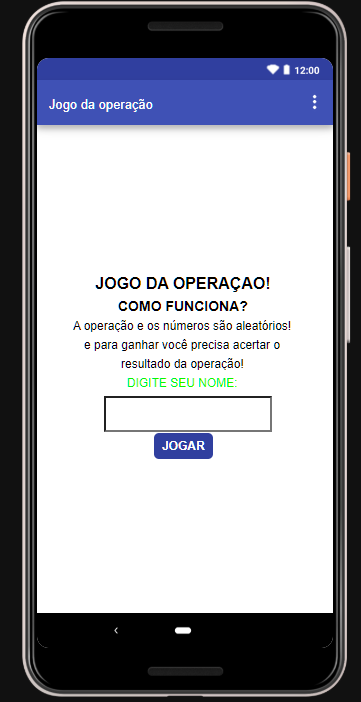 12:00
Jogo da operação
JOGO DA OPERAÇAO!
COMO FUNCIONA?
A operação e os números são aleatórios!
e para ganhar você precisa acertar o
resultado da operação!
DIGITE SEU NOME:
JOGAR